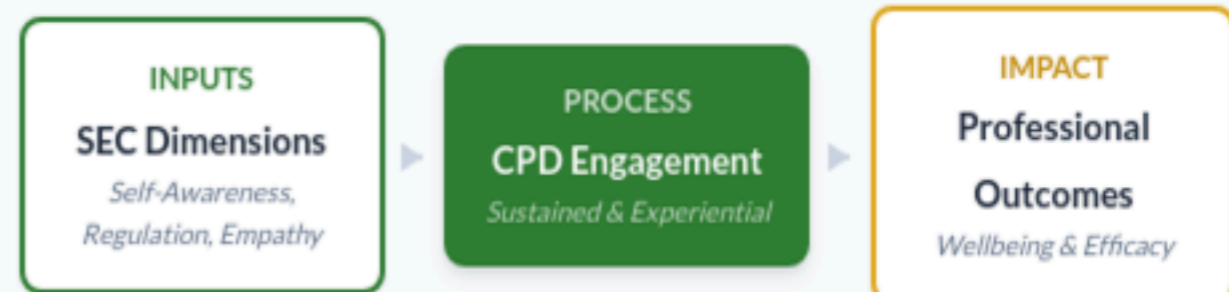 INPUTS
SEC Dimensions
Self-Awareness,
Regulation, Empathy
PROCESS
CPD Engagement
Sustained & Experiential
IMPACT
Professional
Outcomes
Wellbeing & Efficacy